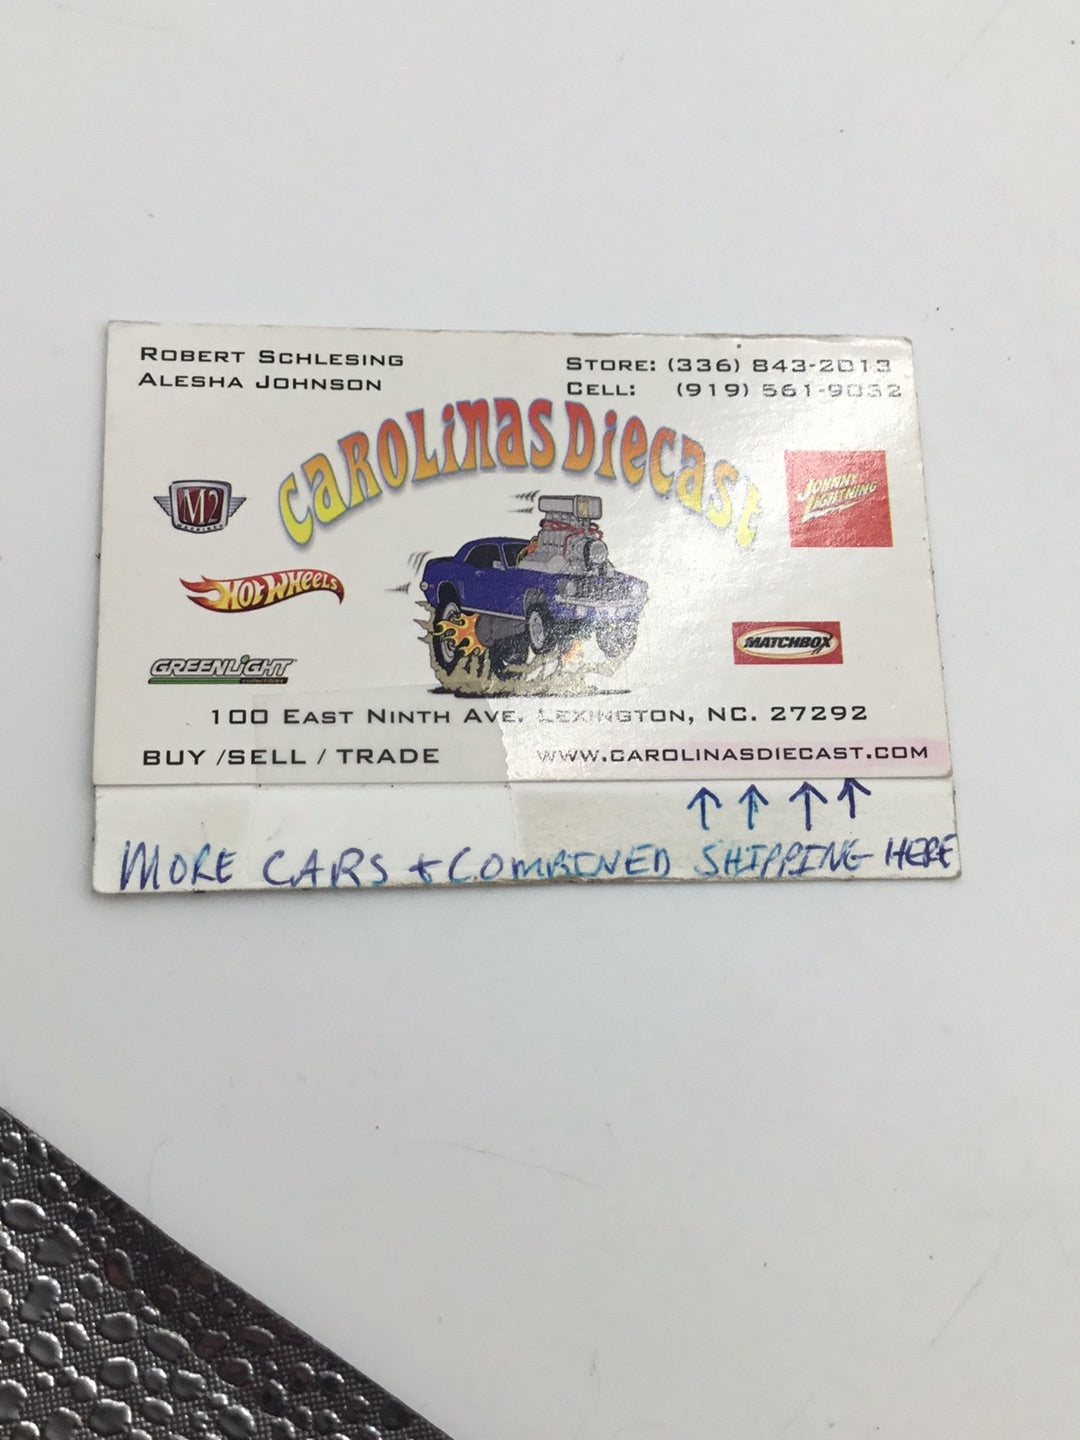 ROBERT SCHLESING
ALESHA JOHNSON
STORE: (336) 843-2013
CELL: (919) 561-9032
CAROLINAS DIECAST
M2
MACHINES
JOHNNY LIGHTNING
HOT WHEELS
MATCHBOX
GREENLIGHT
collectibles
100 EAST NINTH AVE. LEXINGTON, NC. 27292
BUY /SELL / TRADE
WWW.CAROLINASDIECAST.COM
↑ ↑ ↑ ↑
MORE CARS + COMBINED SHIPPING HERE